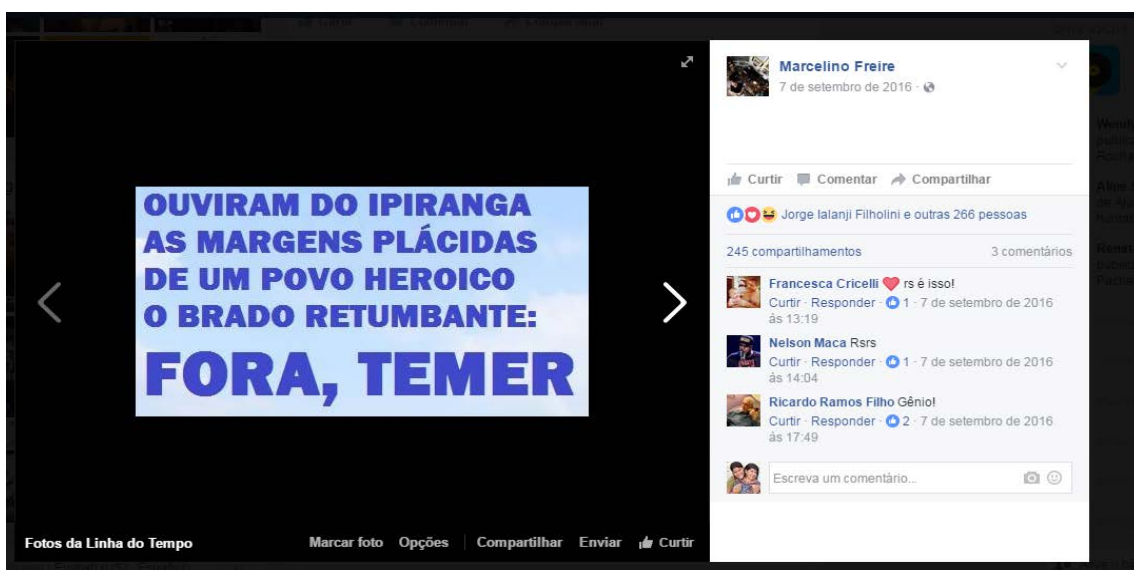 OUVIRAM DO IPIRANGA
AS MARGENS PLÁCIDAS
DE UM POVO HEROICO
O BRADO RETUMBANTE:
FORA, TEMER
Fotos da Linha do Tempo
Marcar foto Opções Compartilhar Enviar Curtir
Marcelino Freire
7 de setembro de 2016 ·
Curtir Comentar Compartilhar
Jorge Ialanji Filholini e outras 266 pessoas
245 compartilhamentos 3 comentários
Francesca Cricelli ❤ rs é isso!
Curtir · Responder · 1 · 7 de setembro de 2016
às 13:19
Nelson Maca Rsrs
Curtir · Responder · 1 · 7 de setembro de 2016
às 14:04
Ricardo Ramos Filho Gênio!
Curtir · Responder · 2 · 7 de setembro de 2016
às 17:49
Escreva um comentário...